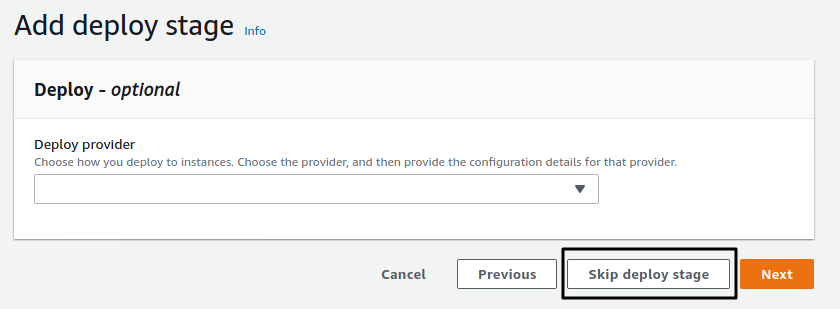 Add deploy stage Info
Deploy - optional
Deploy provider
Choose how you deploy to instances. Choose the provider, and then provide the configuration details for that provider.
Cancel Previous Skip deploy stage Next